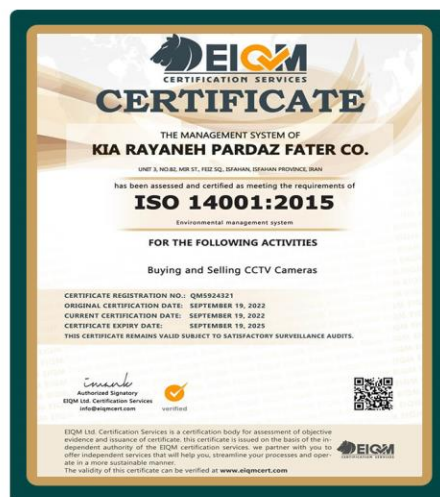 EIQM
CERTIFICATION SERVICES
CERTIFICATE
THE MANAGEMENT SYSTEM OF
KIA RAYANEH PARDAZ FATER CO.
UNIT 3, NO.82, MIR ST., FEIZ SQ., ISFAHAN, ISFAHAN PROVINCE, IRAN
has been assessed and certified as meeting the requirements of
ISO 14001:2015
Environmental management system
FOR THE FOLLOWING ACTIVITIES
Buying and Selling CCTV Cameras
CERTIFICATE REGISTRATION NO.: QMS924321
ORIGINAL CERTIFICATION DATE: SEPTEMBER 19, 2022
CURRENT CERTIFICATION DATE: SEPTEMBER 19, 2022
CERTIFICATE EXPIRY DATE: SEPTEMBER 19, 2025
THIS CERTIFICATE REMAINS VALID SUBJECT TO SATISFACTORY SURVEILLANCE AUDITS.
Authorized Signatory
EIQM Ltd. Certification Services
info@eiqmcert.com
verified
EIQM Ltd. Certification Services is a certification body for assessment of objective
evidence and issuance of certificate. this certificate is issued on the basis of the in-
dependent authority of the EIQM certification services. we partner with you to
offer independent services that will help you, streamline your processes and oper-
ate in a more sustainable manner.
The validity of this certificate can be verified at www.eiqmcert.com
EIQM
CERTIFICATION SERVICES